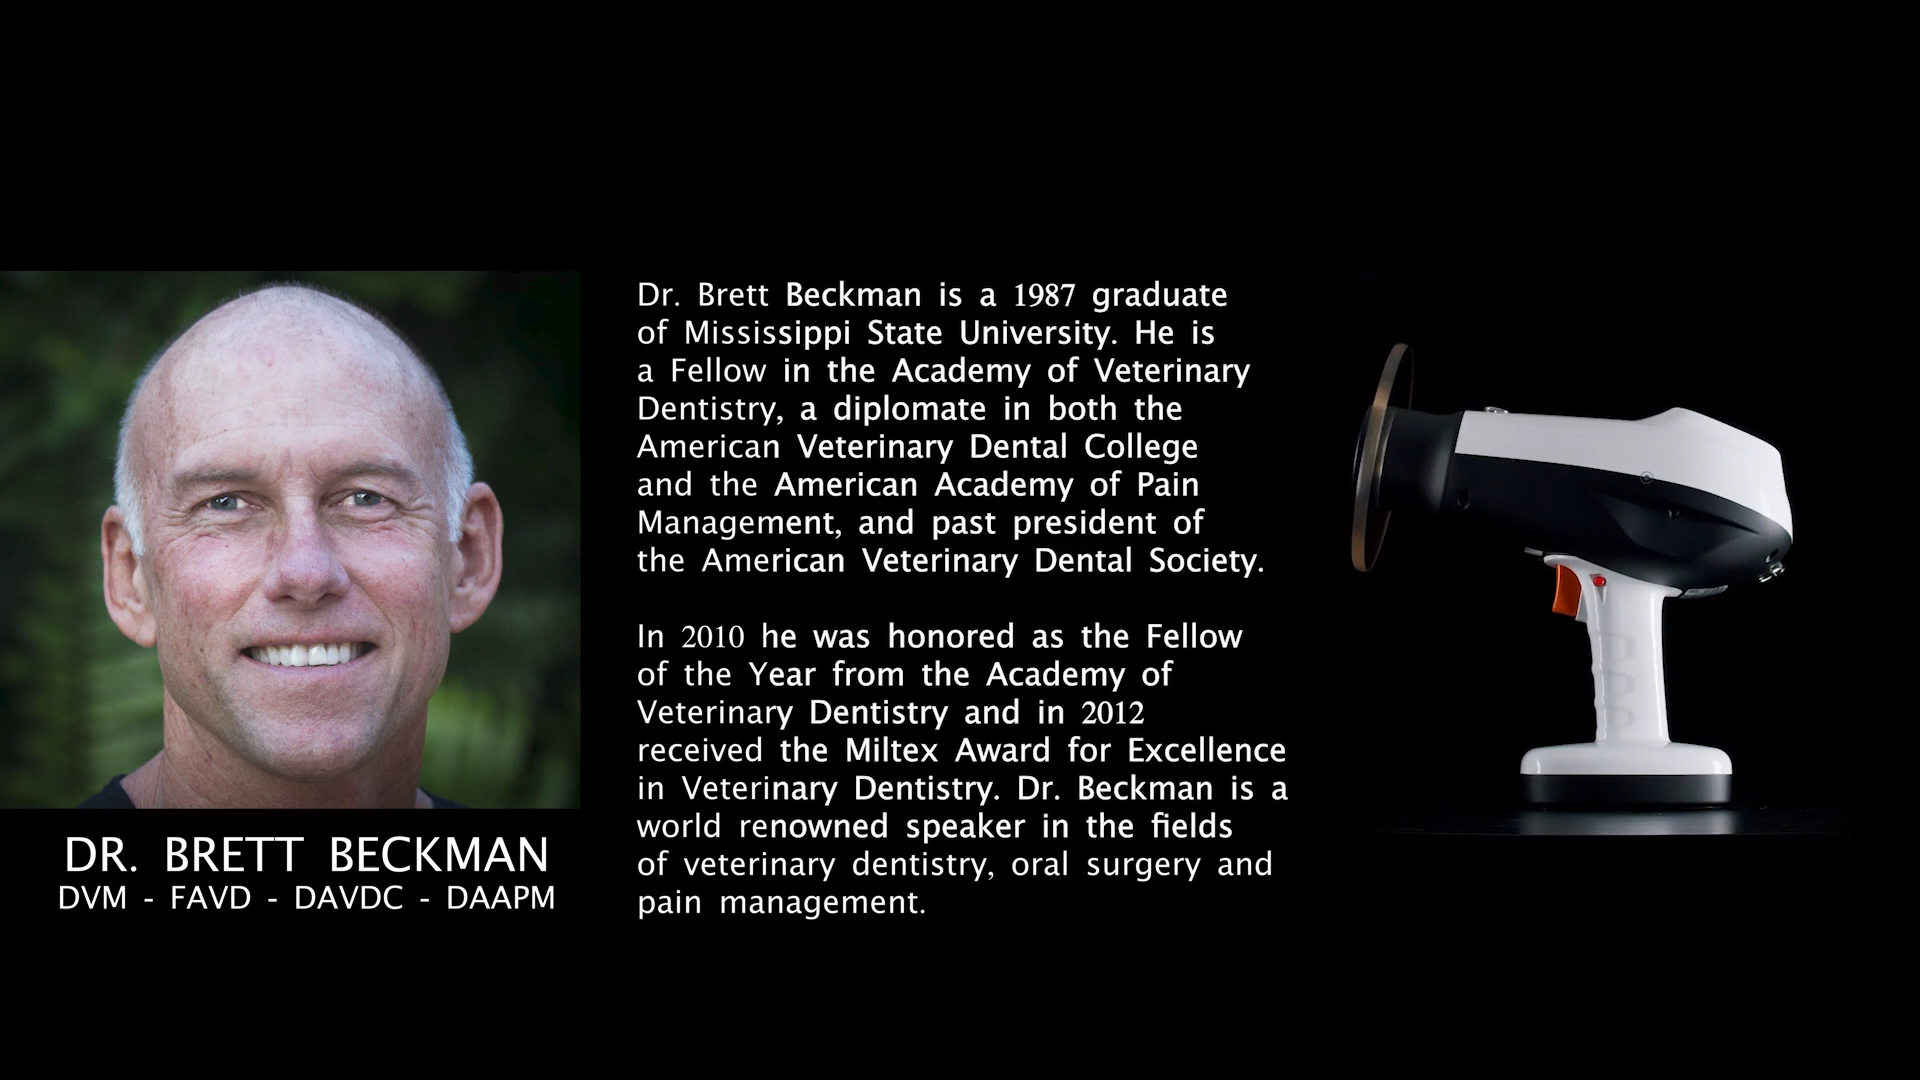 Dr. Brett Beckman is a 1987 graduate
of Mississippi State University. He is
a Fellow in the Academy of Veterinary
Dentistry, a diplomate in both the
American Veterinary Dental College
and the American Academy of Pain
Management, and past president of
the American Veterinary Dental Society.
In 2010 he was honored as the Fellow
of the Year from the Academy of
Veterinary Dentistry and in 2012
received the Miltex Award for Excellence
in Veterinary Dentistry. Dr. Beckman is a
world renowned speaker in the fields
of veterinary dentistry, oral surgery and
pain management.
DR. BRETT BECKMAN
DVM - FAVD - DAVDC - DAAPM